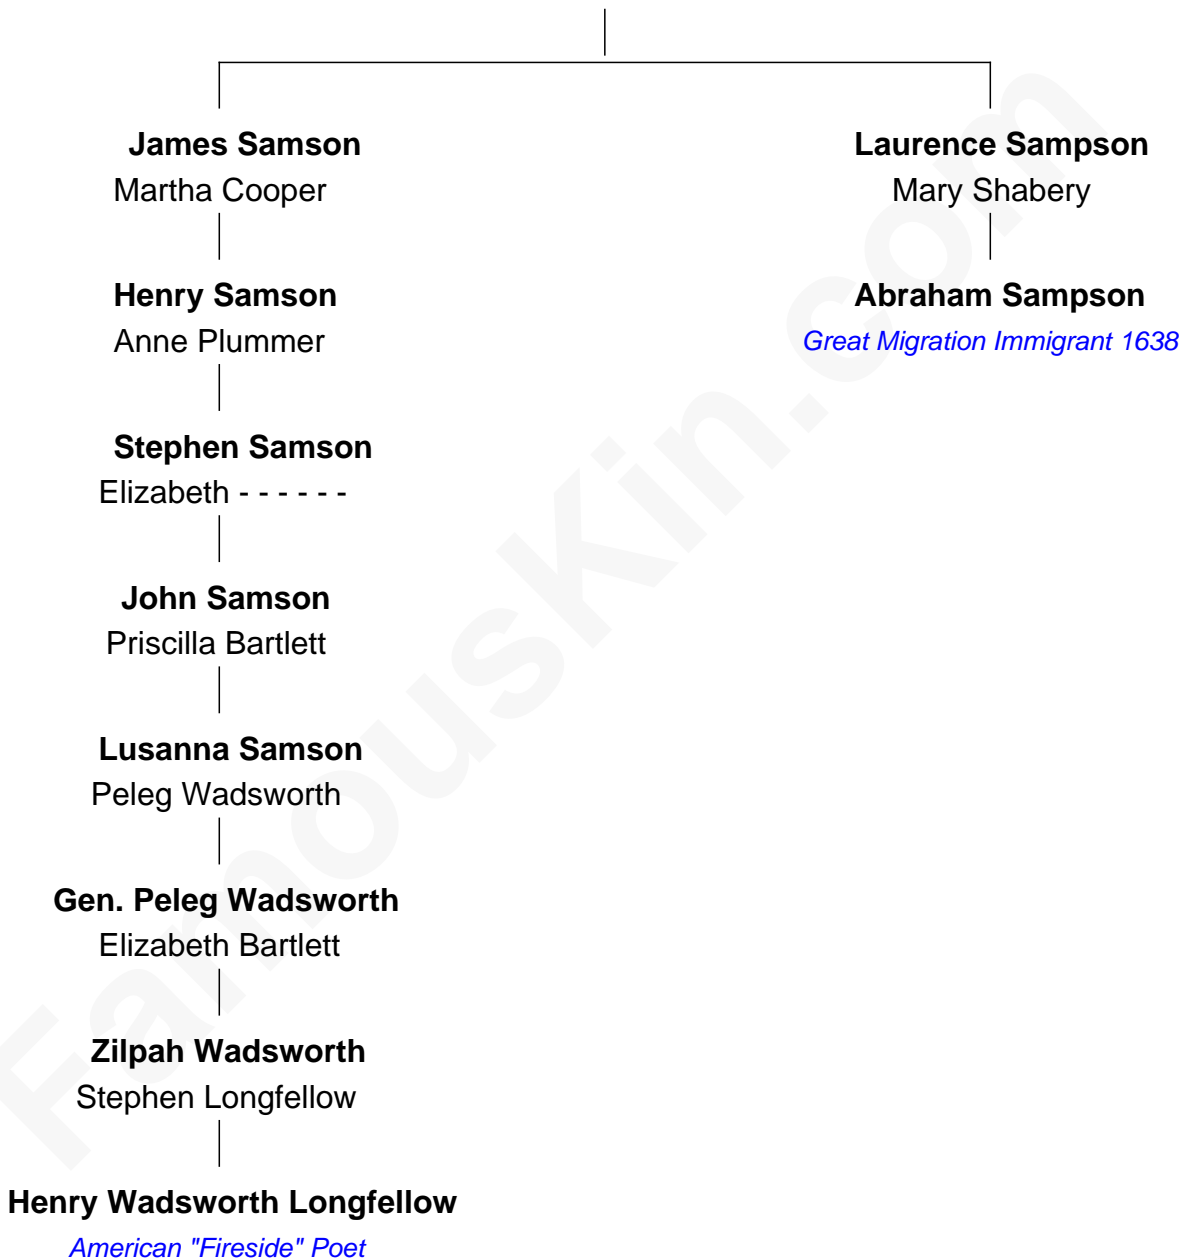 James Samson
Martha Cooper
Laurence Sampson
Mary Shabery
Henry Samson
Anne Plummer
Abraham Sampson
Great Migration Immigrant 1638
Stephen Samson
Elizabeth - - - - - -
John Samson
Priscilla Bartlett
Lusanna Samson
Peleg Wadsworth
Gen. Peleg Wadsworth
Elizabeth Bartlett
Zilpah Wadsworth
Stephen Longfellow
Henry Wadsworth Longfellow
American "Fireside" Poet
FamousKin.com